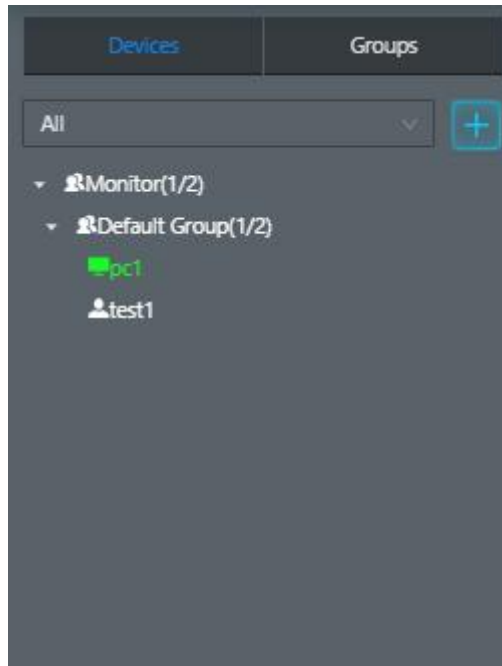 Devices Groups
All
Monitor(1/2)
Default Group(1/2)
pc1
test1